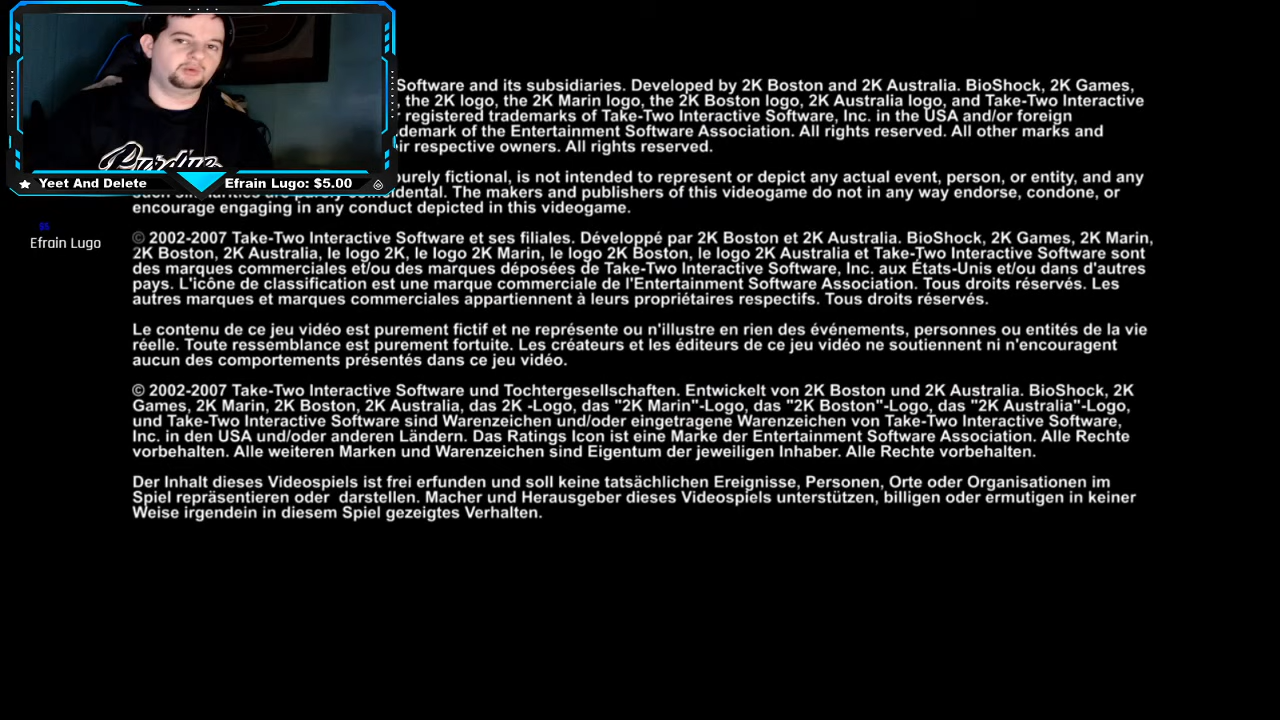 Software and its subsidiaries. Developed by 2K Boston and 2K Australia. BioShock, 2K Games,
, the 2K logo, the 2K Marin logo, the 2K Boston logo, 2K Australia logo, and Take-Two Interactive
registered trademarks of Take-Two Interactive Software, Inc. in the USA and/or foreign
demark of the Entertainment Software Association. All rights reserved. All other marks and
ir respective owners. All rights reserved.
Purdue
purely fictional, is not intended to represent or depict any actual event, person, or entity, and any
Yeet And Delete
Efrain Lugo: $5.00
such similarities are purely coincidental. The makers and publishers of this videogame do not in any way endorse, condone, or
encourage engaging in any conduct depicted in this videogame.
Efrain Lugo
© 2002-2007 Take-Two Interactive Software et ses filiales. Développé par 2K Boston et 2K Australia. BioShock, 2K Games, 2K Marin,
2K Boston, 2K Australia, le logo 2K, le logo 2K Marin, le logo 2K Boston, le logo 2K Australia et Take-Two Interactive Software sont
des marques commerciales et/ou des marques déposées de Take-Two Interactive Software, Inc. aux États-Unis et/ou dans d'autres
pays. L'icône de classification est une marque commerciale de l'Entertainment Software Association. Tous droits réservés. Les
autres marques et marques commerciales appartiennent à leurs propriétaires respectifs. Tous droits réservés.
Le contenu de ce jeu vidéo est purement fictif et ne représente ou n'illustre en rien des événements, personnes ou entités de la vie
réelle. Toute ressemblance est purement fortuite. Les créateurs et les éditeurs de ce jeu vidéo ne soutiennent ni n'encouragent
aucun des comportements présentés dans ce jeu vidéo.
© 2002-2007 Take-Two Interactive Software und Tochtergesellschaften. Entwickelt von 2K Boston und 2K Australia. BioShock, 2K
Games, 2K Marin, 2K Boston, 2K Australia, das 2K -Logo, das "2K Marin"-Logo, das "2K Boston"-Logo, das "2K Australia"-Logo,
und Take-Two Interactive Software sind Warenzeichen und/oder eingetragene Warenzeichen von Take-Two Interactive Software,
Inc. in den USA und/oder anderen Ländern. Das Ratings Icon ist eine Marke der Entertainment Software Association. Alle Rechte
vorbehalten. Alle weiteren Marken und Warenzeichen sind Eigentum der jeweiligen Inhaber. Alle Rechte vorbehalten.
Der Inhalt dieses Videospiels ist frei erfunden und soll keine tatsächlichen Ereignisse, Personen, Orte oder Organisationen im
Spiel repräsentieren oder darstellen. Macher und Herausgeber dieses Videospiels unterstützen, billigen oder ermutigen in keiner
Weise irgendein in diesem Spiel gezeigtes Verhalten.